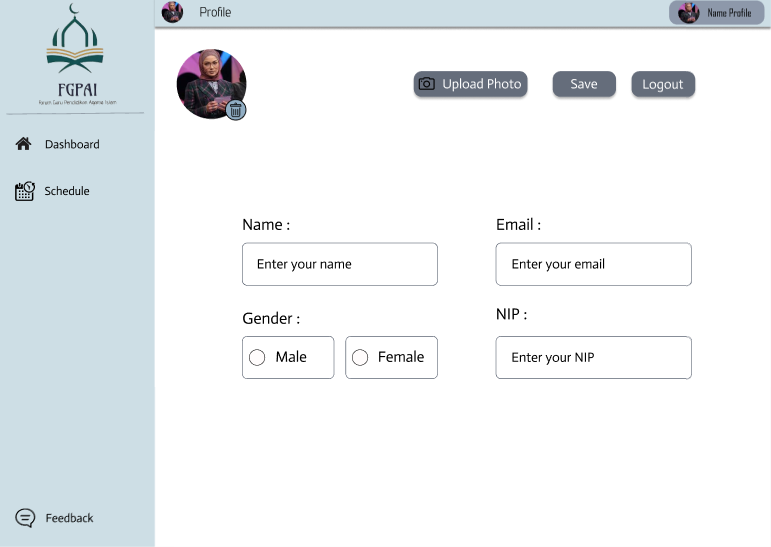 FGPAI
Forum Guru Pendidikan Agama Islam
Dashboard
Schedule
Feedback
Profile
Name Profile
Upload Photo
Save
Logout
Name :
Enter your name
Email :
Enter your email
Gender :
Male
Female
NIP :
Enter your NIP